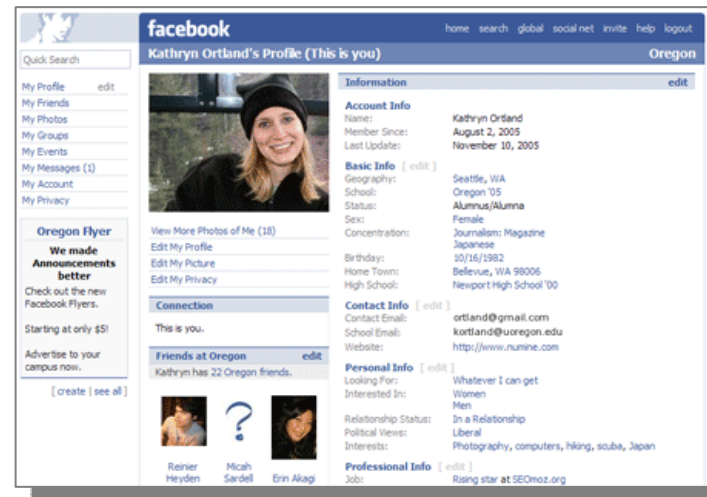 facebook
home search global social net invite help logout
Quick Search
Kathryn Ortland's Profile (This is you)
Oregon
My Profile edit
My Friends
My Photos
My Groups
My Events
My Messages (1)
My Account
My Privacy
Oregon Flyer
We made
Announcements
better
Check out the new
Facebook Flyers.
Starting at only $5!
Advertise to your
campus now.
[ create | see all ]
View More Photos of Me (18)
Edit My Profile
Edit My Picture
Edit My Privacy
Connection
This is you.
Friends at Oregon edit
Kathryn has 22 Oregon friends.
Reinier
Heyden
Micah
Sardell
Erin Akagi
Information edit
Account Info
Name: Kathryn Ortland
Member Since: August 2, 2005
Last Update: November 10, 2005
Basic Info [ edit ]
Geography: Seattle, WA
School: Oregon '05
Status: Alumnus/Alumna
Sex: Female
Concentration: Journalism: Magazine
Japanese
Birthday: 10/16/1982
Home Town: Bellevue, WA 98006
High School: Newport High School '00
Contact Info [ edit ]
Contact Email: ortland@gmail.com
School Email: kortland@uoregon.edu
Website: http://www.numine.com
Personal Info [ edit ]
Looking For: Whatever I can get
Interested In: Women
Men
Relationship Status: In a Relationship
Political Views: Liberal
Interests: Photography, computers, hiking, scuba, Japan
Professional Info [ edit ]
Job: Rising star at SEOmoz.org